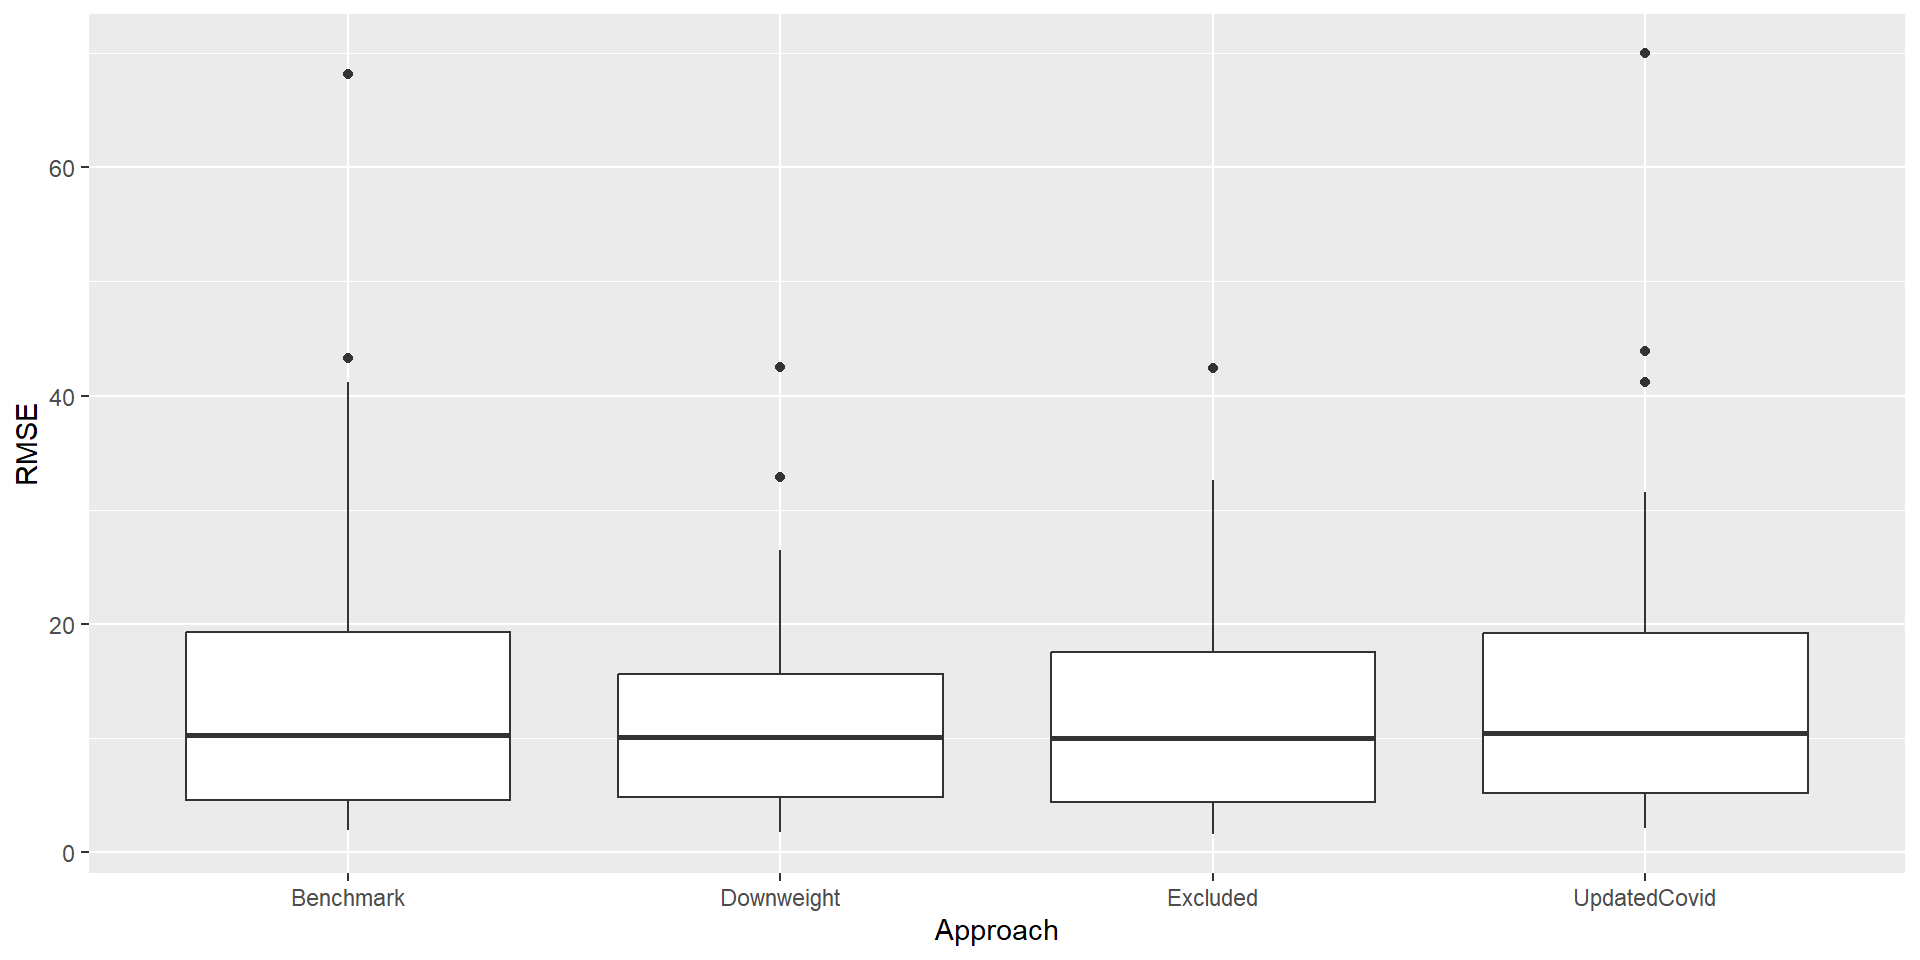 60
40
20
0
RMSE
Benchmark
Downweight
Excluded
UpdatedCovid
Approach